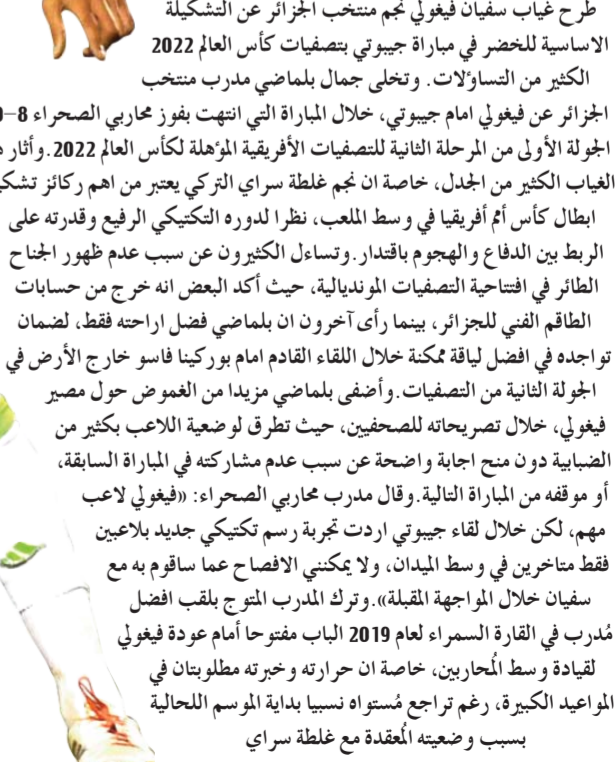 طرح غياب سفيان فيغولي نجم منتخب الجزائر عن التشكيلة
الاساسية للخضر في مباراة جيبوتي بتصفيات كأس العالم 2022
الكثير من التساؤلات. وتخلى جمال بلماضي مدرب منتخب
الجزائر عن فيغولي امام جيبوتي، خلال المباراة التي انتهت بفوز محاربي الصحراء 8–0
الجولة الأولى من المرحلة الثانية للتصفيات الأفريقية المؤهلة لكأس العالم 2022.وأثار
الغياب الكثير من الجدل، خاصة ان نجم غلطة سراي التركي يعتبر من اهم ركائز
ابطال كأس أمم أفريقيا في وسط الملعب، نظرا لدوره التكتيكي الرفيع وقدرته على
الربط بين الدفاع والهجوم باقتدار.وتساءل الكثيرون عن سبب عدم ظهور الجناح
الطائر في افتتاحية التصفيات المونديالية، حيث أكد البعض انه خرج من حسابات
الطاقم الفني للجزائر، بينما رأى آخرون ان بلماضي فضل اراحته فقط، لضمان
تواجده في افضل لياقة ممكنة خلال اللقاء القادم امام بوركينا فاسو خارج الأرض في
الجولة الثانية من التصفيات.وأضفى بلماضي مزيدا من الغموض حول مصير
فيغولي، خلال تصريحاته للصحفيين، حيث تطرق لوضعية اللاعب بكثير من
الضبابية دون منح اجابة واضحة عن سبب عدم مشاركته في المباراة السابقة،
أو موقفه من المباراة التالية.وقال مدرب محاربي الصحراء: «فيغولي لاعب
مهم، لكن خلال لقاء جيبوتي اردت تجربة رسم تكتيكي جديد بلاعبين
فقط متاخرين في وسط الميدان، ولا يمكنني الافصاح عما ساقوم به مع
سفيان خلال المواجهة المقبلة».وترك المدرب المتوج بلقب افضل
مُدرب في القارة السمراء لعام 2019 الباب مفتوحا أمام عودة فيغولي
لقيادة وسط المُحاربين، خاصة ان حرارته وخبرته مطلوبتان في
المواعيد الكبيرة، رغم تراجع مُستواه نسبيا بداية الموسم اللحالية
بسبب وضعيته المُعقدة مع غلطة سراي